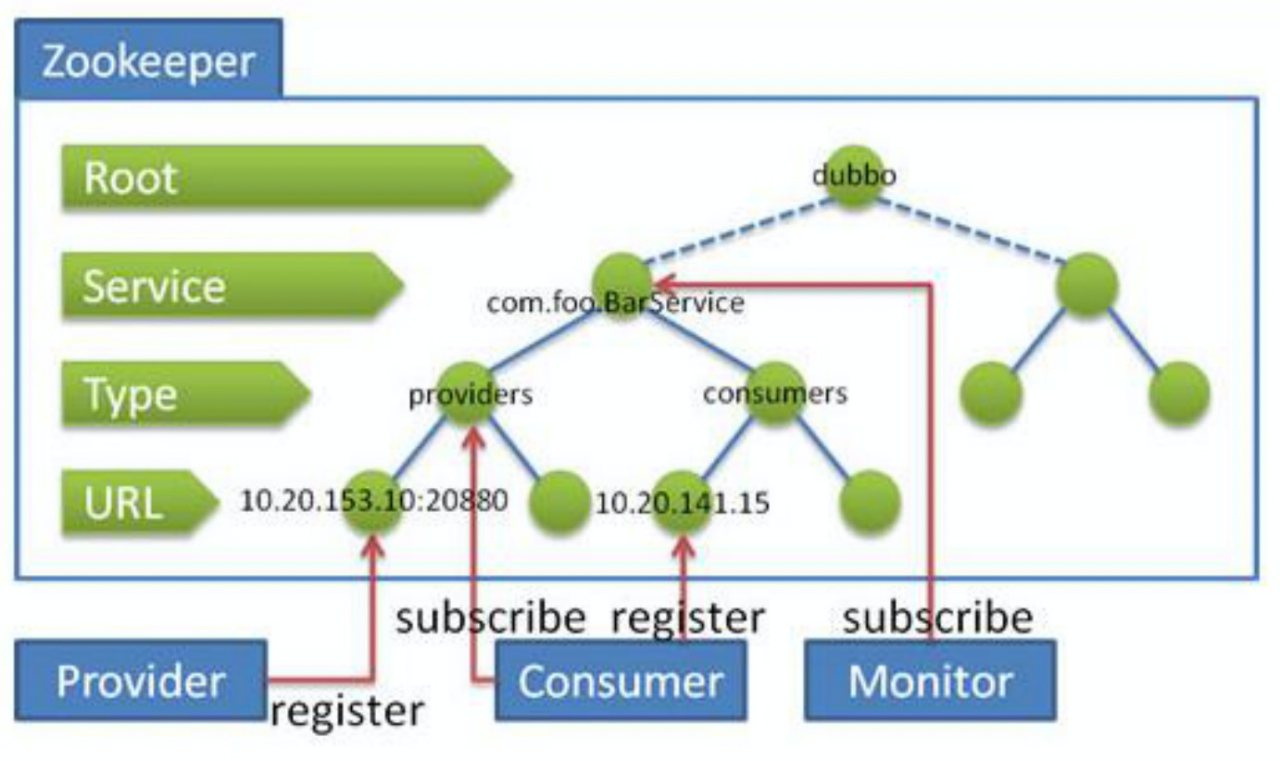 Zookeeper
Root
dubbo
Service
com.foo.BarService
Type
providers
consumers
URL
10.20.153.10:20880
10.20.141.15
subscribe
register
subscribe
Provider
Consumer
Monitor
register